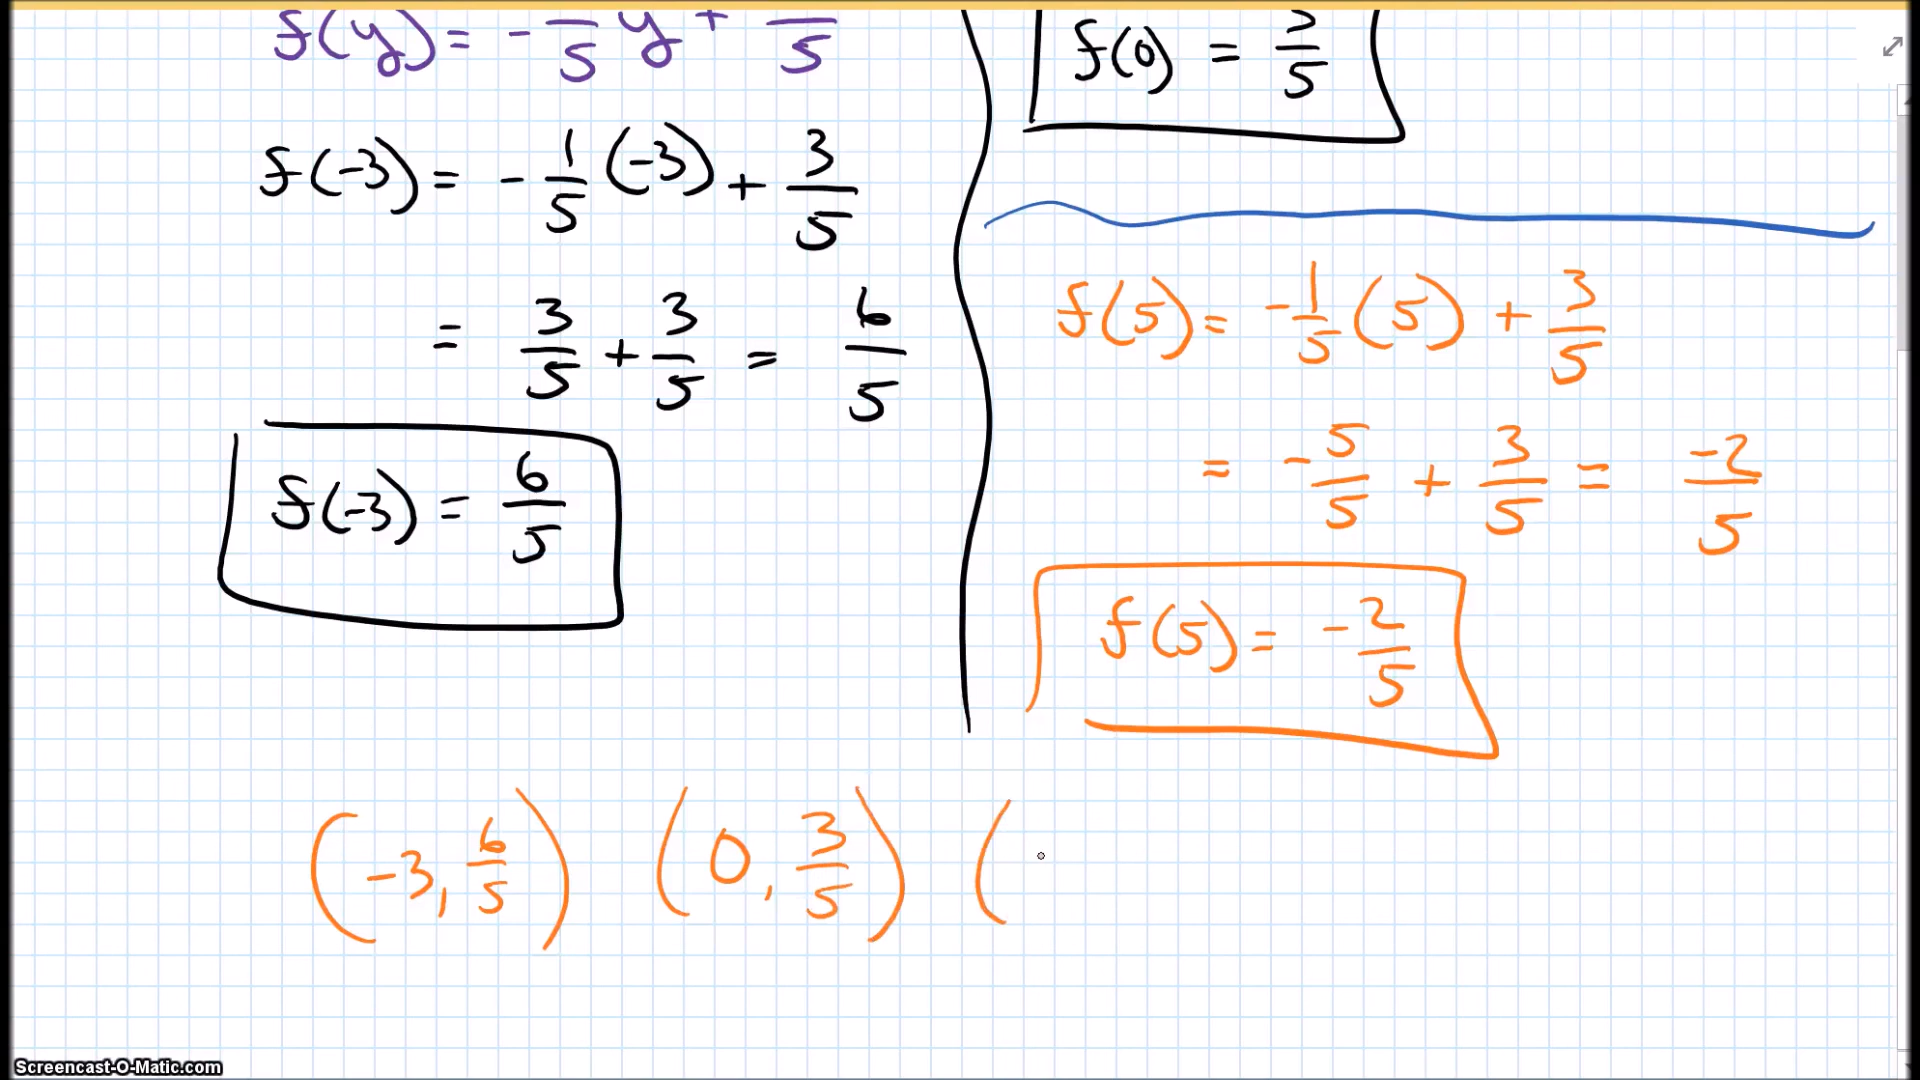 f(y) = - /5 y + /5
f(-3) = - 1/5 (-3) + 3/5
= 3/5 + 3/5 = 6/5
f(-3) = 6/5
f(0) = 3/5
f(5) = -1/5 (5) + 3/5
= -5/5 + 3/5 = -2/5
f(5) = -2/5
(-3, 6/5) (0, 3/5) (
Screencast-O-Matic.com